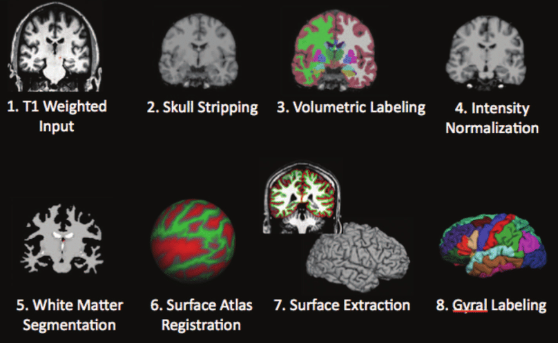 1. T1 Weighted
Input
2. Skull Stripping
3. Volumetric Labeling
4. Intensity
Normalization
5. White Matter
Segmentation
6. Surface Atlas
Registration
7. Surface Extraction
8. Gyral Labeling